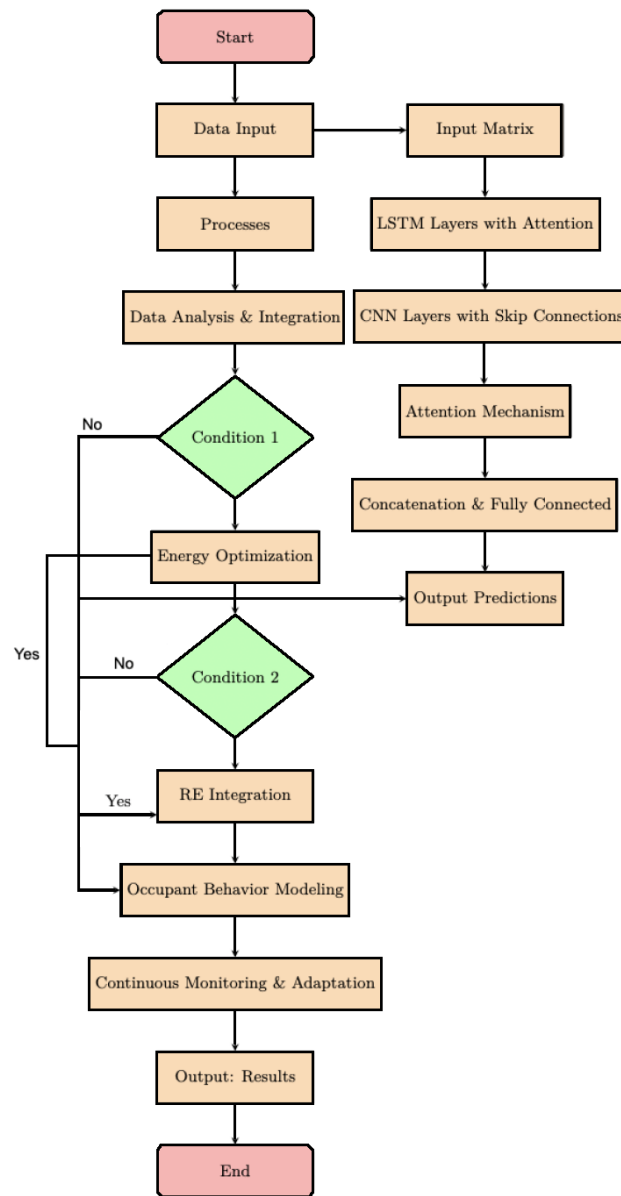 Start
Data Input
Input Matrix
Processes
LSTM Layers with Attention
Data Analysis & Integration
CNN Layers with Skip Connections
No
Condition 1
Attention Mechanism
Concatenation & Fully Connected
Energy Optimization
Output Predictions
Yes
No
Condition 2
RE Integration
Yes
Occupant Behavior Modeling
Continuous Monitoring & Adaptation
Output: Results
End